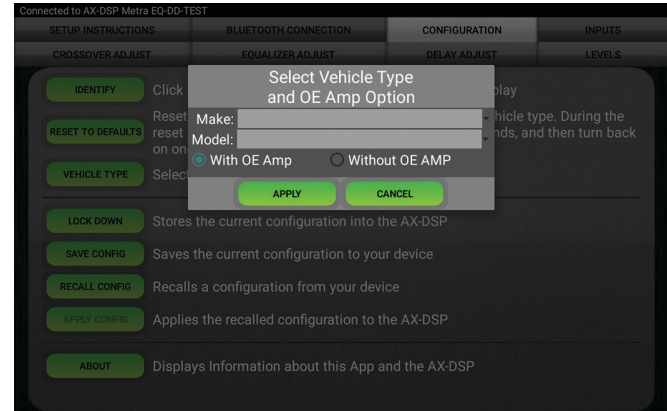 Connected to AX-DSP Metra EQ-DD-TEST
SETUP INSTRUCTIONS BLUETOOTH CONNECTION CONFIGURATION INPUTS
CROSSOVER ADJUST EQUALIZER ADJUST DELAY ADJUST LEVELS
IDENTIFY Click play
Select Vehicle Type
and OE Amp Option
Make:
Model:
With OE Amp Without OE AMP
APPLY CANCEL
RESET TO DEFAULTS Reset hicle type. During the
reset nds, and then turn back
on on
VEHICLE TYPE Select
LOCK DOWN Stores the current configuration into the AX-DSP
SAVE CONFIG Saves the current configuration to your device
RECALL CONFIG Recalls a configuration from your device
APPLY CONFIG Applies the recalled configuration to the AX-DSP
ABOUT Displays Information about this App and the AX-DSP